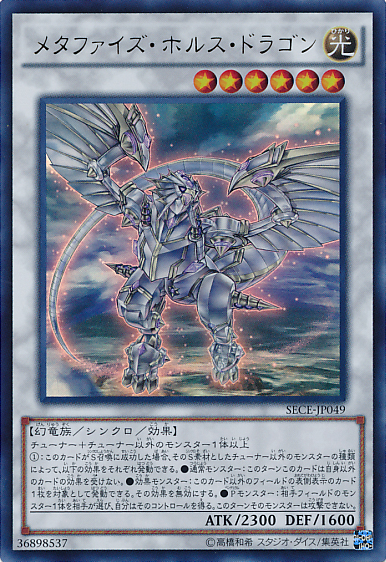 メタファイズ・ホルス・ドラゴン
ひかり
光
SECE-JP049
【幻竜族／シンクロ／効果】
チューナー＋チューナー以外のモンスター1体以上
①：このカードがS召喚に成功した場合、そのS素材としたチューナー以外のモンスターの種類
によって、以下の効果をそれぞれ発動できる。●通常モンスター：このターンこのカードは自身以外
のカードの効果を受けない。●効果モンスター：このカード以外のフィールドの表側表示のカード
1枚を対象として発動できる。その効果を無効にする。●Pモンスター：相手フィールドのモン
スター1体を相手が選び、自分はそのコントロールを得る。このターンそのモンスターは攻撃できない。
ATK/2300 DEF/1600
36898537
©高橋和希 スタジオ・ダイス/集英社